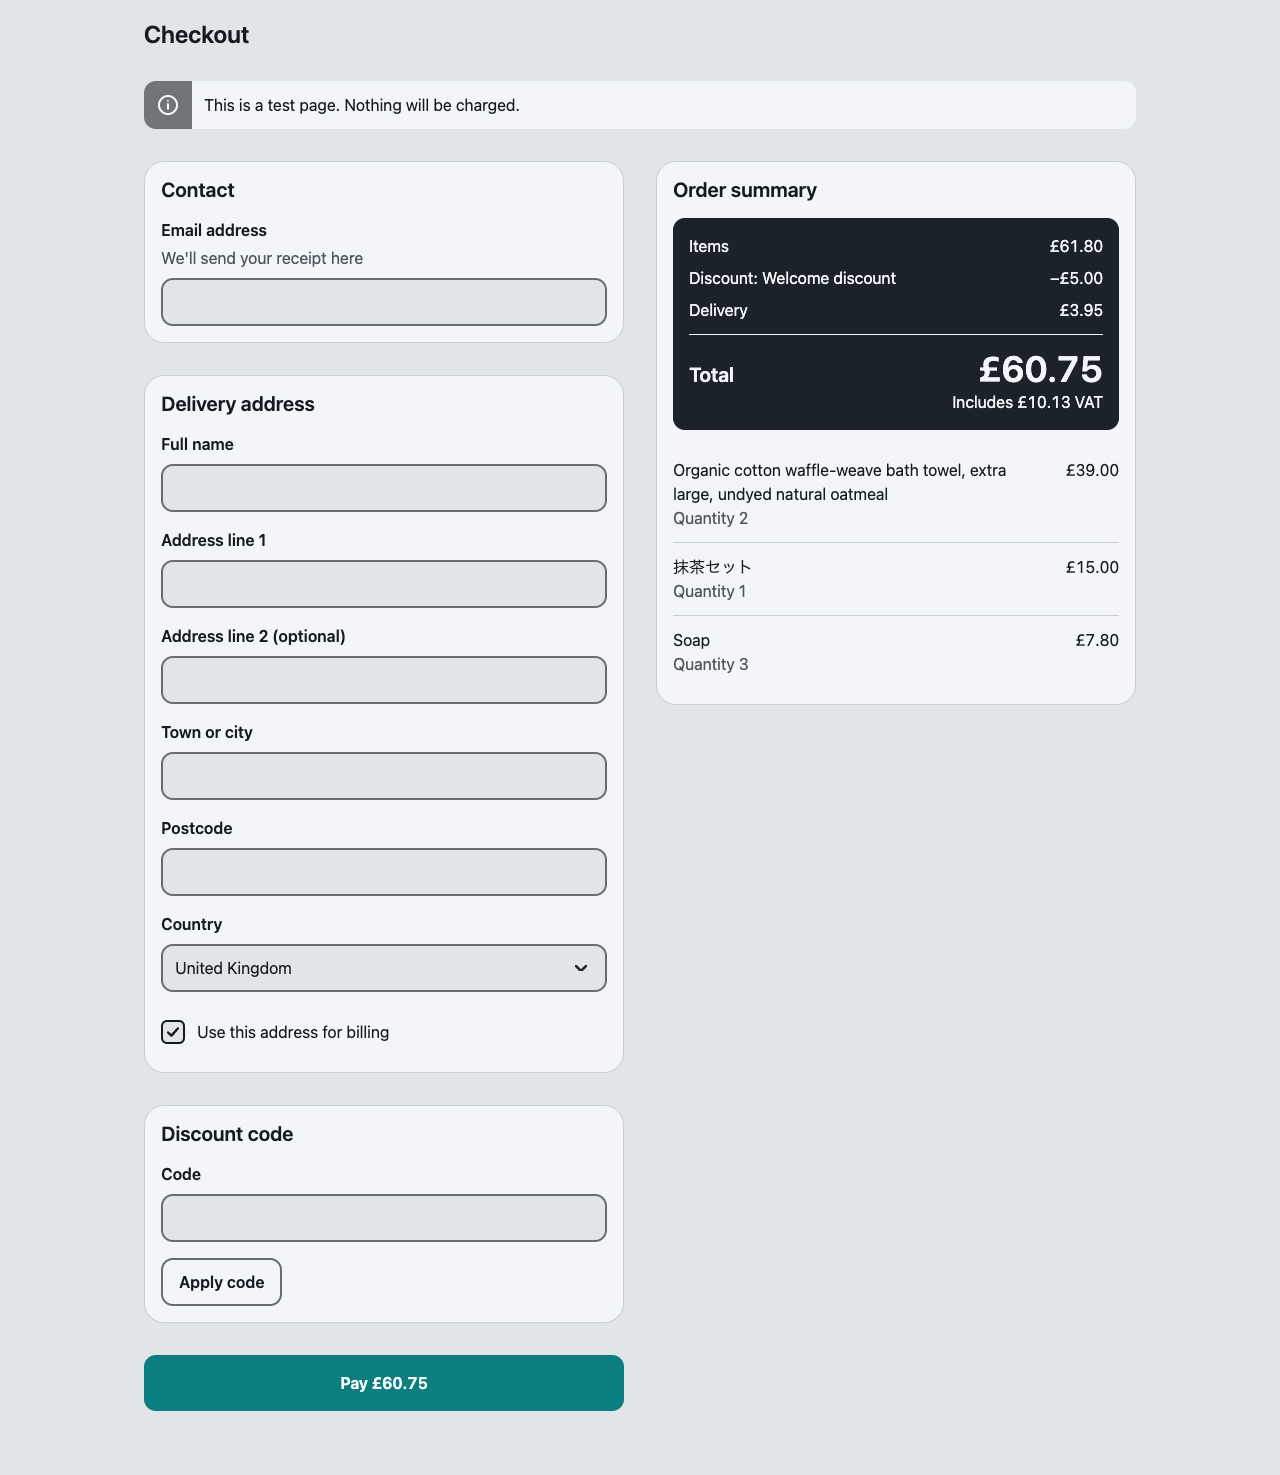 Checkout
This is a test page. Nothing will be charged.
Contact
Email address
We'll send your receipt here
Delivery address
Full name
Address line 1
Address line 2 (optional)
Town or city
Postcode
Country
United Kingdom
Use this address for billing
Discount code
Code
Apply code
Pay £60.75
Order summary
Items £61.80
Discount: Welcome discount −£5.00
Delivery £3.95
Total £60.75
Includes £10.13 VAT
Organic cotton waffle-weave bath towel, extra £39.00
large, undyed natural oatmeal
Quantity 2
抹茶セット £15.00
Quantity 1
Soap £7.80
Quantity 3